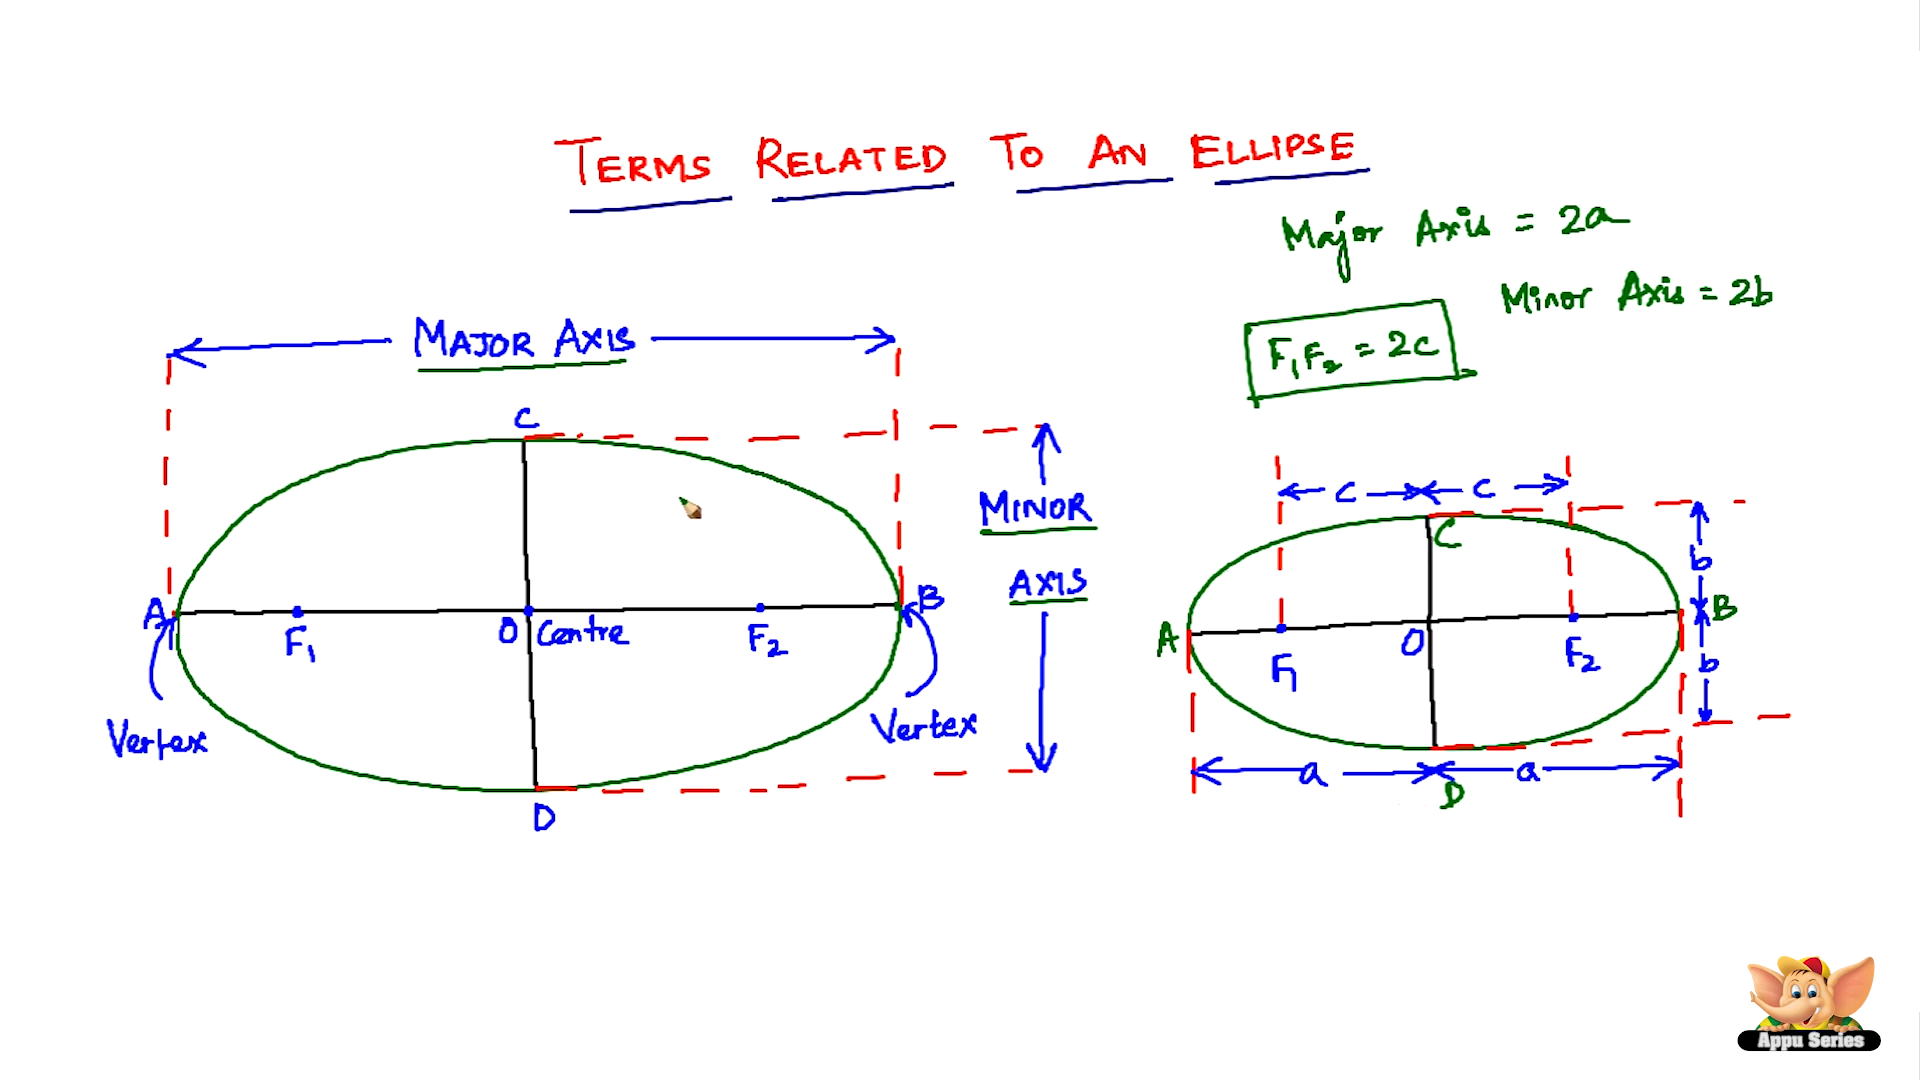 TERMS RELATED TO AN ELLIPSE
Major Axis = 2a
Minor Axis = 2b
F₁F₂ = 2c
MAJOR AXIS
C
MINOR
AXIS
A
B
F₁
O Centre
F₂
Vertex
Vertex
D
c
c
C
b
B
A
F₁
O
F₂
b
a
a
D
Appu Series